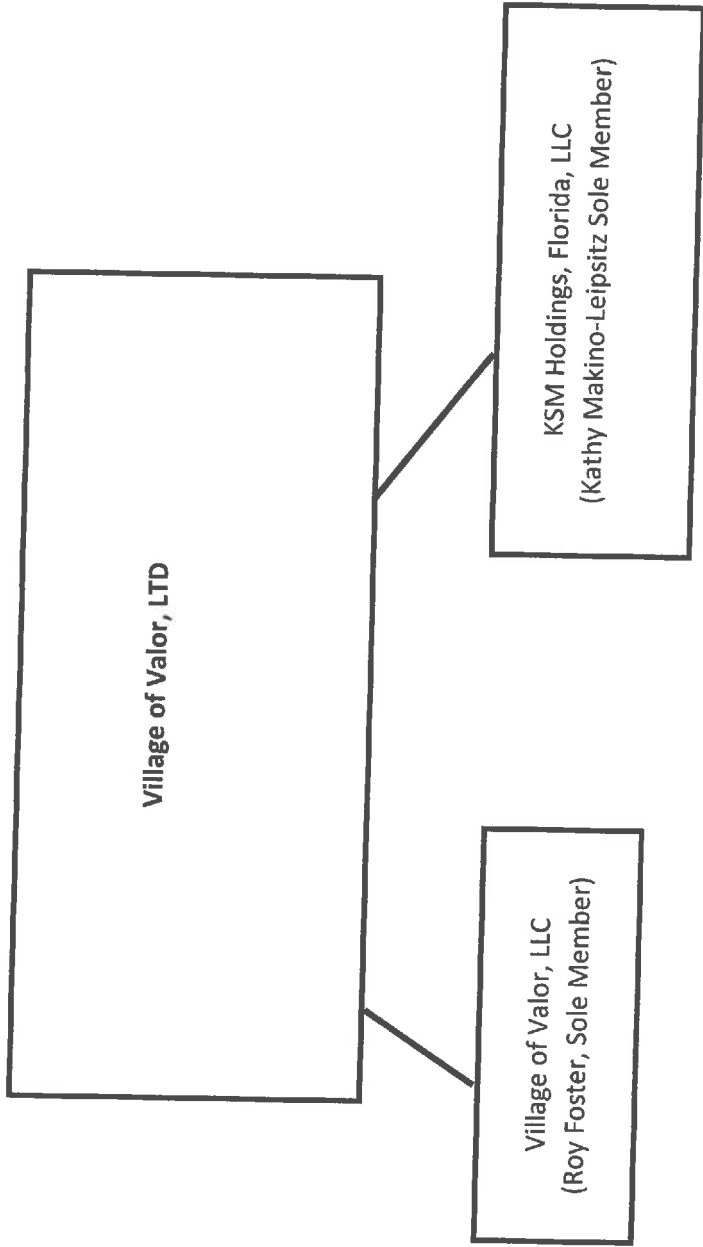 Village of Valor, LTD
Village of Valor, LLC
(Roy Foster, Sole Member)
KSM Holdings, Florida, LLC
(Kathy Makino-Leipsitz Sole Member)